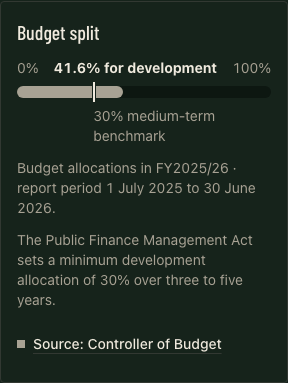 Budget split
0% 41.6% for development 100%
30% medium-term
benchmark
Budget allocations in FY2025/26 ·
report period 1 July 2025 to 30 June
2026.
The Public Finance Management Act
sets a minimum development
allocation of 30% over three to five
years.
Source: Controller of Budget